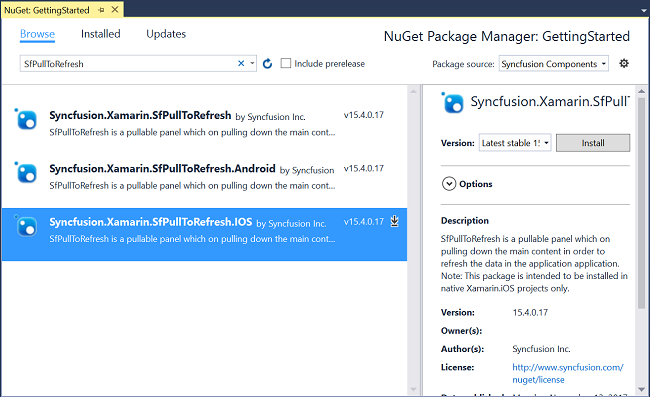 NuGet: GettingStarted
Browse Installed Updates
NuGet Package Manager: GettingStarted
SfPullToRefresh
Include prerelease
Package source: Syncfusion Components
Syncfusion.Xamarin.SfPullToRefresh by Syncfusion Inc. v15.4.0.17
SfPullToRefresh is a pullable panel which on pulling down the main cont...
Syncfusion.Xamarin.SfPullToRefresh.Android by Syncfusion v15.4.0.17
SfPullToRefresh is a pullable panel which on pulling down the main cont...
Syncfusion.Xamarin.SfPullToRefresh.IOS by Syncfusion Inc. v15.4.0.17
SfPullToRefresh is a pullable panel which on pulling down the main cont...
Syncfusion.Xamarin.SfPull
Version: Latest stable 15 Install
Options
Description
SfPullToRefresh is a pullable panel which on
pulling down the main content in order to
refresh the data in the application application.
Note: This package is intended to be installed in
native Xamarin.iOS projects only.
Version: 15.4.0.17
Owner(s):
Author(s): Syncfusion Inc.
License: http://www.syncfusion.com/
nuget/license